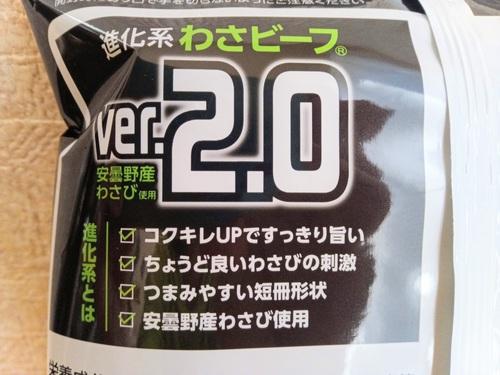 進化系 わさビーフ®
ver.2.0
安曇野産
わさび使用
進化系とは
コクキレUPですっきり旨い
ちょうど良いわさびの刺激
つまみやすい短冊形状
安曇野産わさび使用